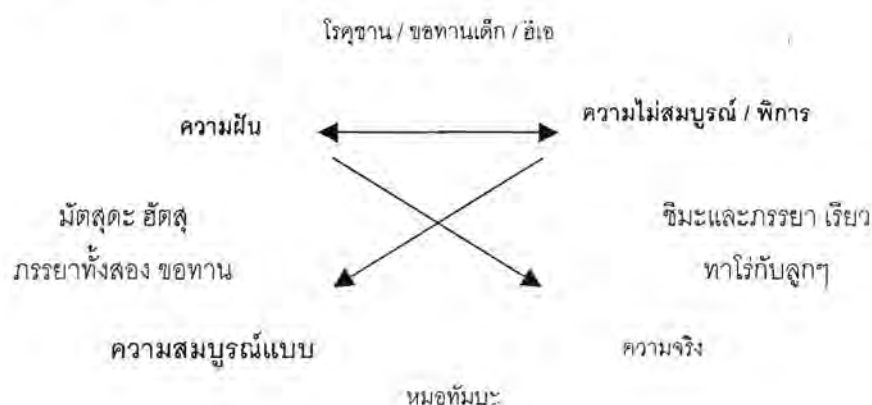 โรคุซาน / ขอทานเด็ก / ฮิเอ
ความฝัน
ความไม่สมบูรณ์ / พิการ
มัตสุดะ ฮัตสุ
ภรรยาทั้งสอง ขอทาน
ชิมะและภรรยา เรียว
ทาโร่กับลูกๆ
ความสมบูรณ์แบบ
ความจริง
หมอทัมบะ